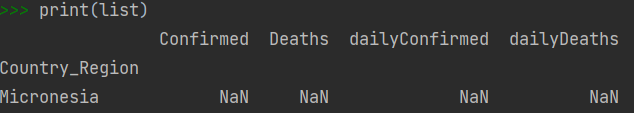 >>> print(list)
Confirmed Deaths dailyConfirmed dailyDeaths
Country_Region
Micronesia NaN NaN NaN NaN